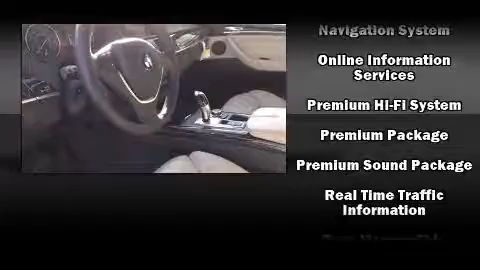 Navigation System
Online Information
Services
Premium Hi-Fi System
Premium Package
Premium Sound Package
Real Time Traffic
Information